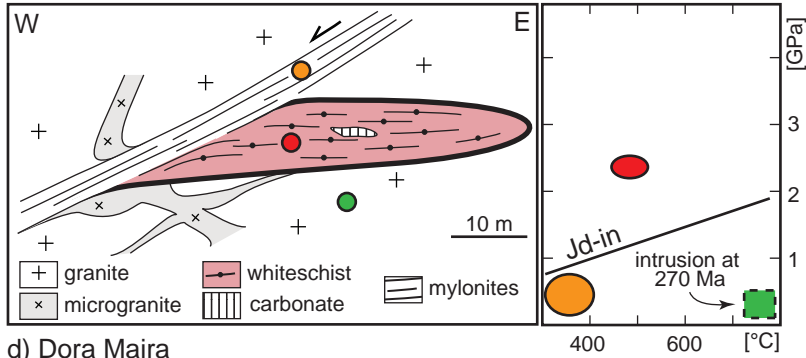 W E
granite
microgranite
whiteschist
carbonate
mylonites
10 m
[GPa]
3
2
1
Jd-in
intrusion at
270 Ma
400 600 [°C]
d) Dora Maira